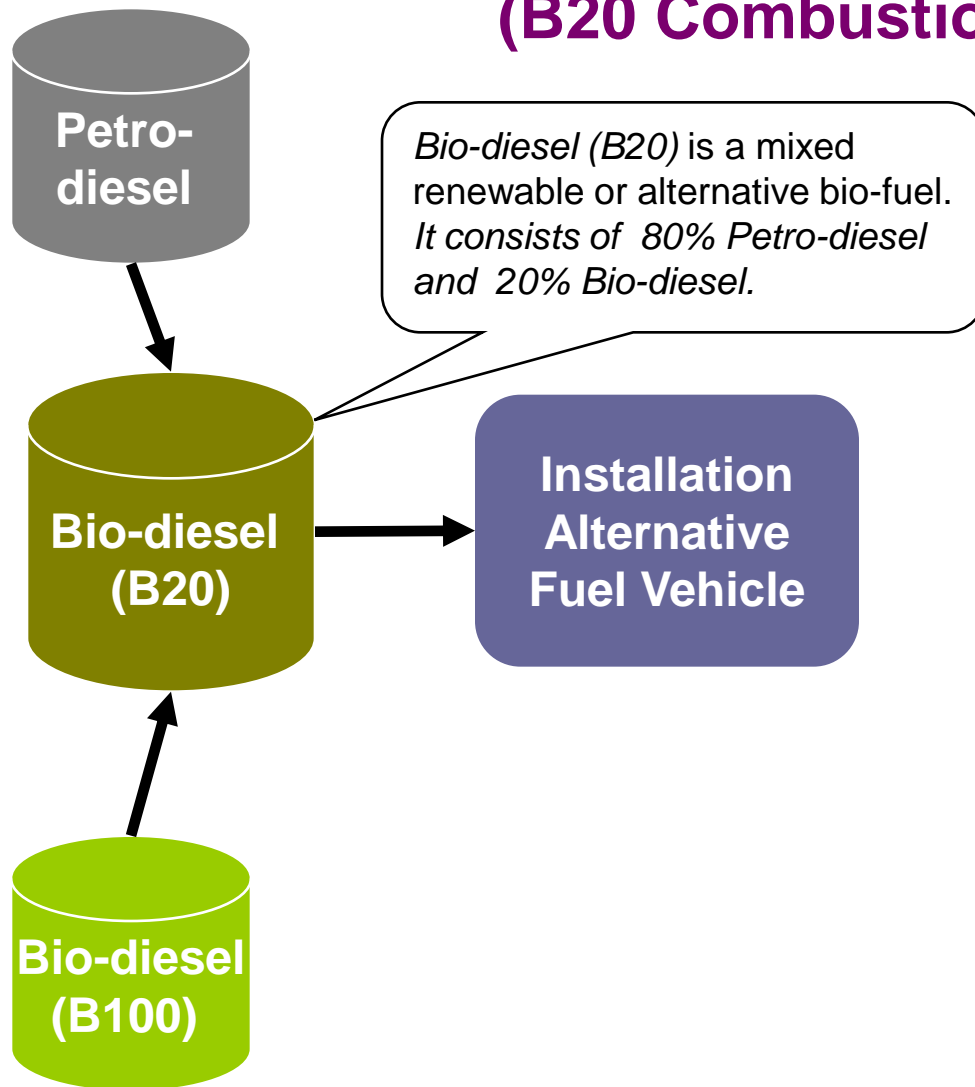 (B20 Combustio
Petro-
diesel
Bio-diesel (B20) is a mixed
renewable or alternative bio-fuel.
It consists of 80% Petro-diesel
and 20% Bio-diesel.
Bio-diesel
(B20)
Installation
Alternative
Fuel Vehicle
Bio-diesel
(B100)